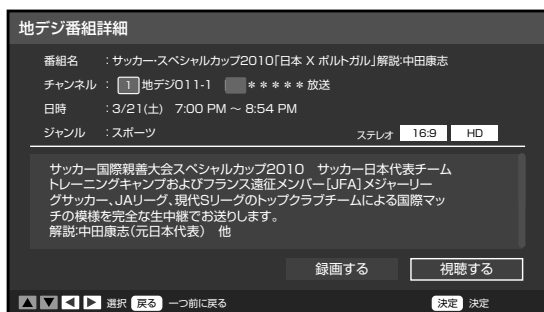 地デジ番組詳細
番組名 ：サッカー・スペシャルカップ2010「日本 X ポルトガル」解説:中田康志
チャンネル ： 1 地デジ011-1 ＊＊＊＊＊放送
日時 ：3/21(土) 7:00 PM ～ 8:54 PM
ジャンル ：スポーツ ステレオ 16:9 HD
サッカー国際親善大会スペシャルカップ2010 サッカー日本代表チーム
トレーニングキャンプおよびフランス遠征メンバー[JFA]メジャーリー
グサッカー、JAリーグ、現代Sリーグのトップクラブチームによる国際マッ
チの模様を完全な生中継でお送りします。
解説:中田康志(元日本代表) 他
録画する 視聴する
▲ ▼ ◀ ▶ 選択 戻る 一つ前に戻る 決定 決定